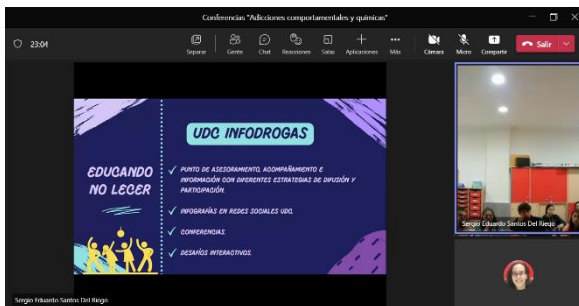 Conferencias "Adicciones comportamentales y químicas"
23:04
Separar
Gente
Chat
Reacciones
Salas
Aplicaciones
Más
Cámara
Micro
Compartir
Salir
UDC INFODROGAS
EDUCANDO
NO LECER
✓ PUNTO DE ASESORAMIENTO, ACOMPAÑAMIENTO E
INFORMACIÓN CON DIFERENTES ESTRATEGIAS DE DIFUSIÓN Y
PARTICIPACIÓN.
✓ INFOGRAFÍAS EN REDES SOCIALES UDC.
✓ CONFERENCIAS.
✓ DESAFÍOS INTERACTIVOS.
Sergio Eduardo Santos Del Riego
Sergio Eduardo Santos Del Riego